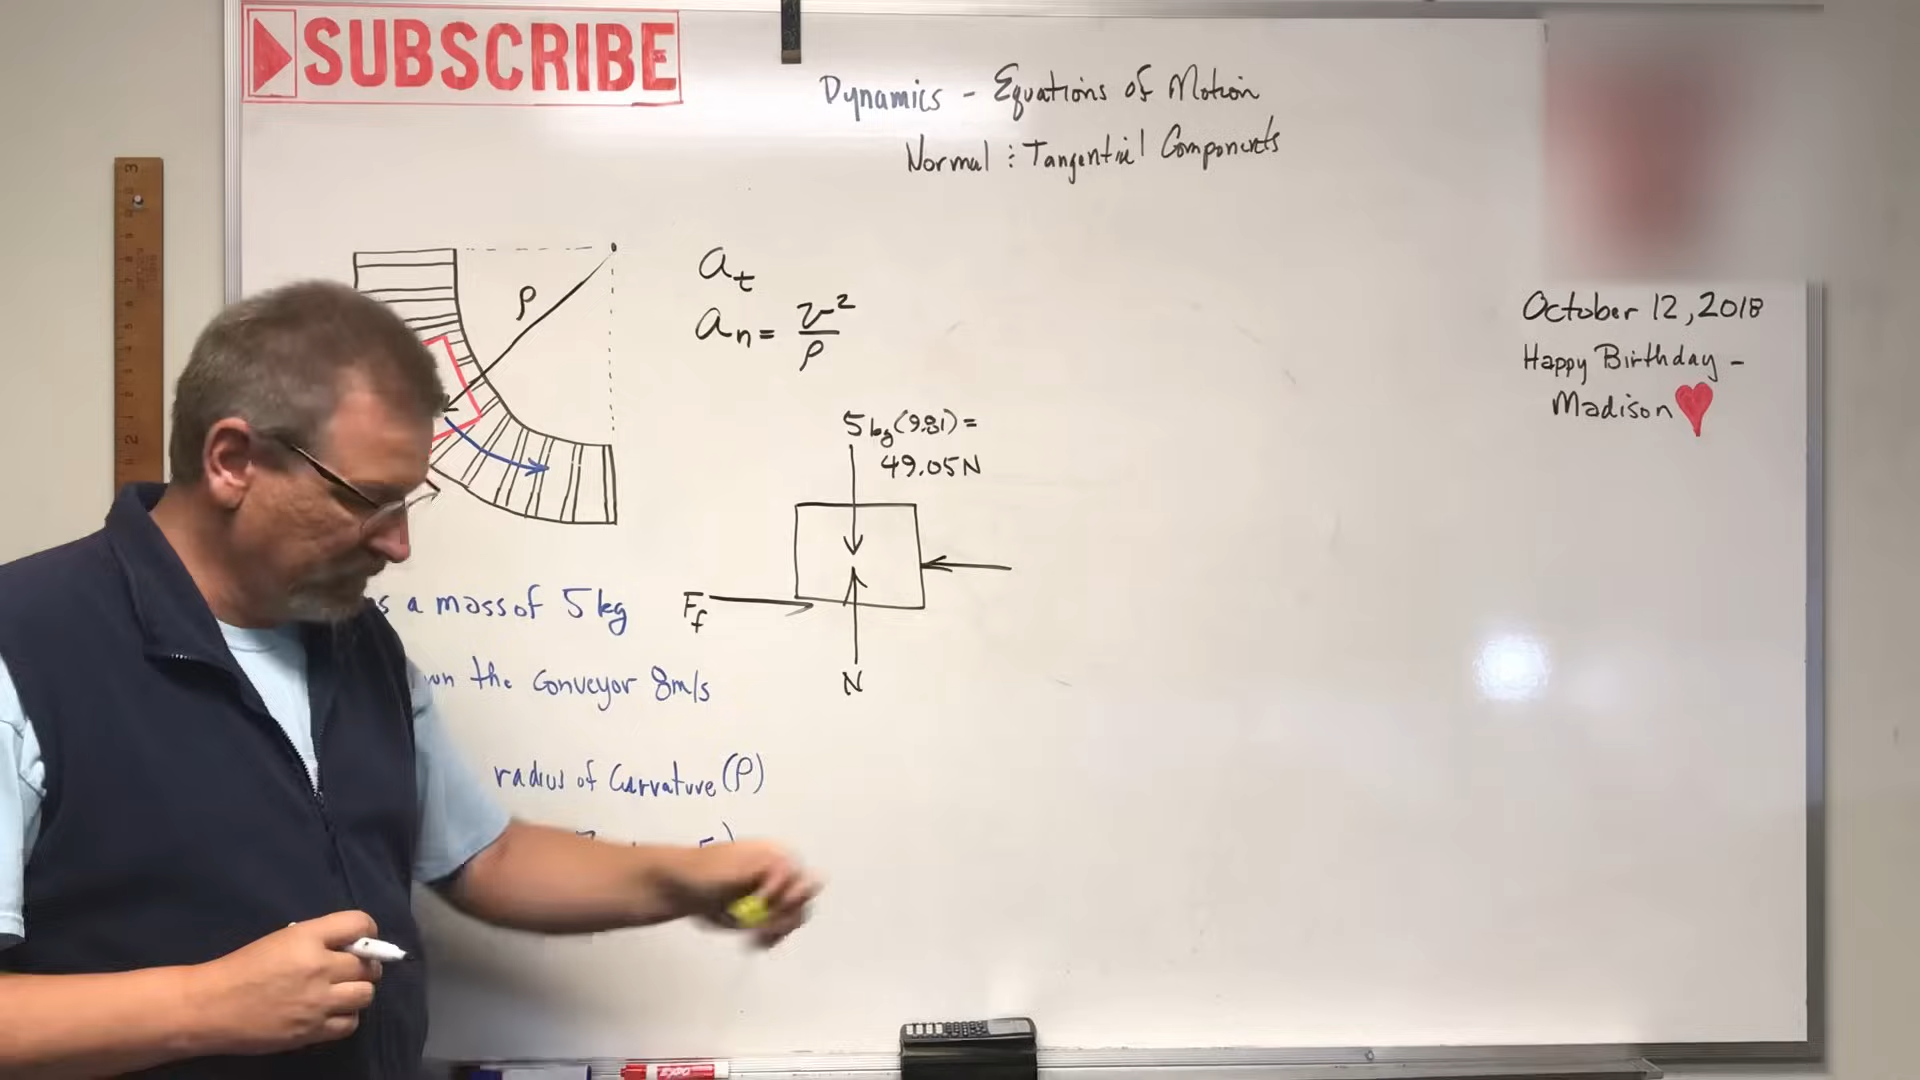 SUBSCRIBE
Dynamics - Equations of Motion
Normal : Tangential Components
ρ
a_t
a_n = v²/ρ
October 12, 2018
Happy Birthday -
Madison
5kg(9.81) =
49.05N
F_f
N
a mass of 5kg
the Conveyor 8m/s
radius of Curvature (ρ)
EXPO